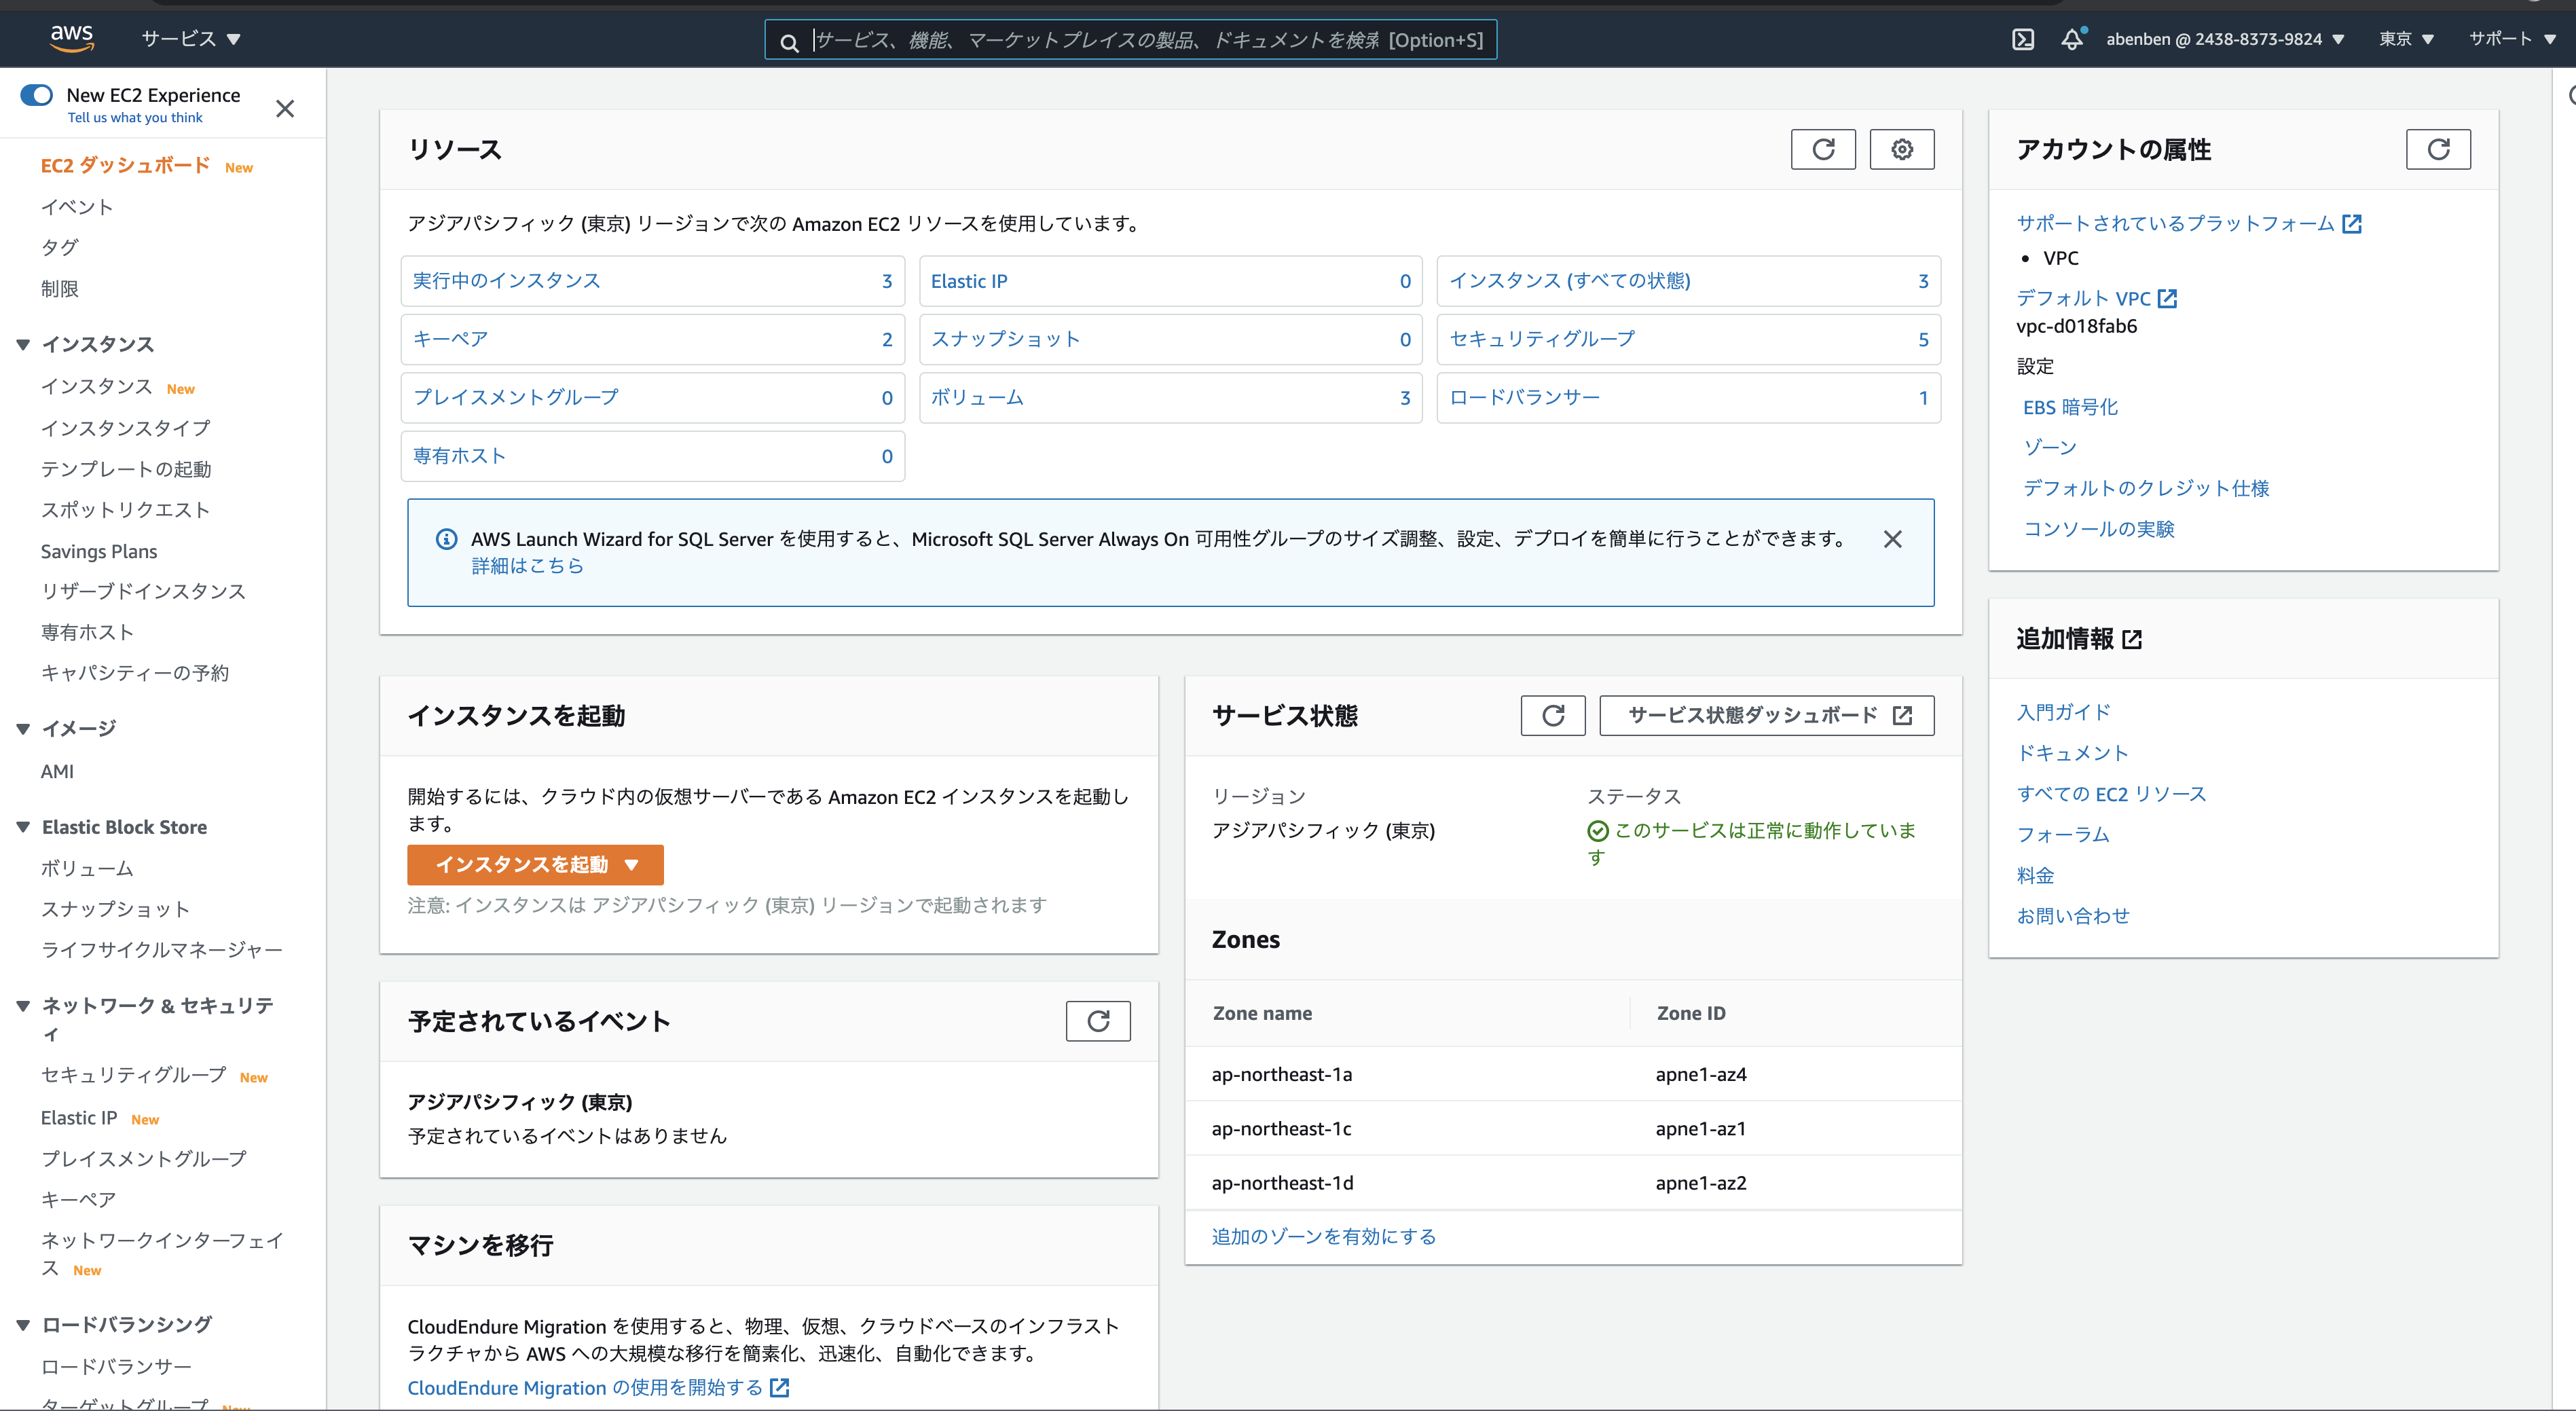 aws
サービス ▼
サービス、機能、マーケットプレイスの製品、ドキュメントを検索 [Option+S]
abenben @ 2438-8373-9824 ▼
東京 ▼
サポート ▼
New EC2 Experience
Tell us what you think
EC2 ダッシュボード New
イベント
タグ
制限
▼ インスタンス
インスタンス New
インスタンスタイプ
テンプレートの起動
スポットリクエスト
Savings Plans
リザーブドインスタンス
専有ホスト
キャパシティーの予約
▼ イメージ
AMI
▼ Elastic Block Store
ボリューム
スナップショット
ライフサイクルマネージャー
▼ ネットワーク & セキュリテ
ィ
セキュリティグループ New
Elastic IP New
プレイスメントグループ
キーペア
ネットワークインターフェイ
ス New
▼ ロードバランシング
ロードバランサー
ターゲットグループ New
リソース
アジアパシフィック (東京) リージョンで次の Amazon EC2 リソースを使用しています。
実行中のインスタンス 3
Elastic IP 0
インスタンス (すべての状態) 3
キーペア 2
スナップショット 0
セキュリティグループ 5
プレイスメントグループ 0
ボリューム 3
ロードバランサー 1
専有ホスト 0
AWS Launch Wizard for SQL Server を使用すると、Microsoft SQL Server Always On 可用性グループのサイズ調整、設定、デプロイを簡単に行うことができます。
詳細はこちら
インスタンスを起動
開始するには、クラウド内の仮想サーバーである Amazon EC2 インスタンスを起動し
ます。
インスタンスを起動 ▼
注意: インスタンスは アジアパシフィック (東京) リージョンで起動されます
予定されているイベント
アジアパシフィック (東京)
予定されているイベントはありません
マシンを移行
CloudEndure Migration を使用すると、物理、仮想、クラウドベースのインフラスト
ラクチャから AWS への大規模な移行を簡素化、迅速化、自動化できます。
CloudEndure Migration の使用を開始する
サービス状態
サービス状態ダッシュボード
リージョン
アジアパシフィック (東京)
ステータス
このサービスは正常に動作していま
す
Zones
Zone name Zone ID
ap-northeast-1a apne1-az4
ap-northeast-1c apne1-az1
ap-northeast-1d apne1-az2
追加のゾーンを有効にする
アカウントの属性
サポートされているプラットフォーム
• VPC
デフォルト VPC
vpc-d018fab6
設定
EBS 暗号化
ゾーン
デフォルトのクレジット仕様
コンソールの実験
追加情報
入門ガイド
ドキュメント
すべての EC2 リソース
フォーラム
料金
お問い合わせ